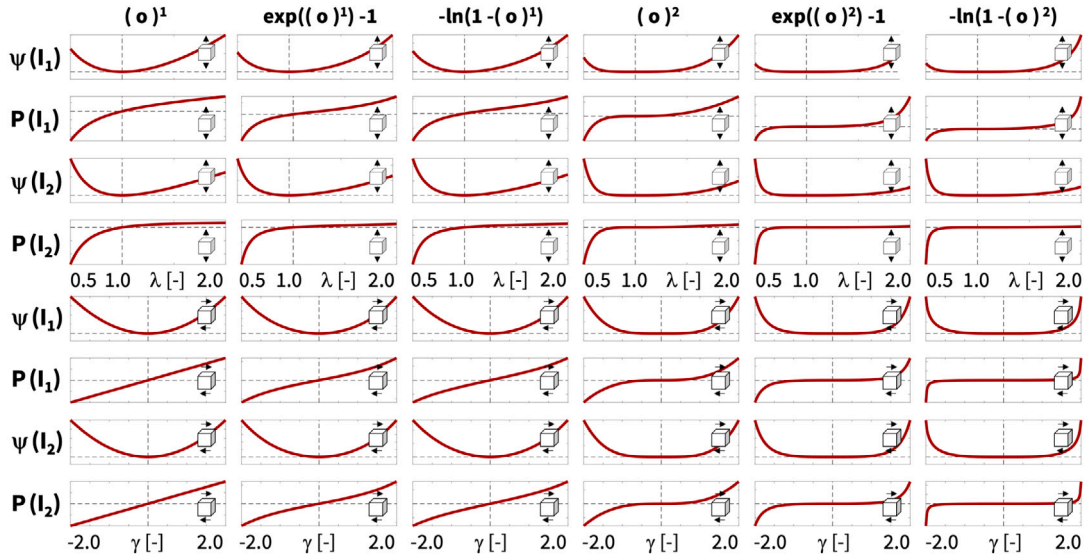 ( o )¹ exp(( o )¹) -1 -ln(1 -( o )¹) ( o )² exp(( o )²) -1 -ln(1 -( o )²)
ψ(I₁)
P(I₁)
ψ(I₂)
P(I₂)
0.5 1.0 λ [-] 2.0 0.5 1.0 λ [-] 2.0 0.5 1.0 λ [-] 2.0 0.5 1.0 λ [-] 2.0 0.5 1.0 λ [-] 2.0 0.5 1.0 λ [-] 2.0
ψ(I₁)
P(I₁)
ψ(I₂)
P(I₂)
-2.0 γ [-] 2.0 -2.0 γ [-] 2.0 -2.0 γ [-] 2.0 -2.0 γ [-] 2.0 -2.0 γ [-] 2.0 -2.0 γ [-] 2.0